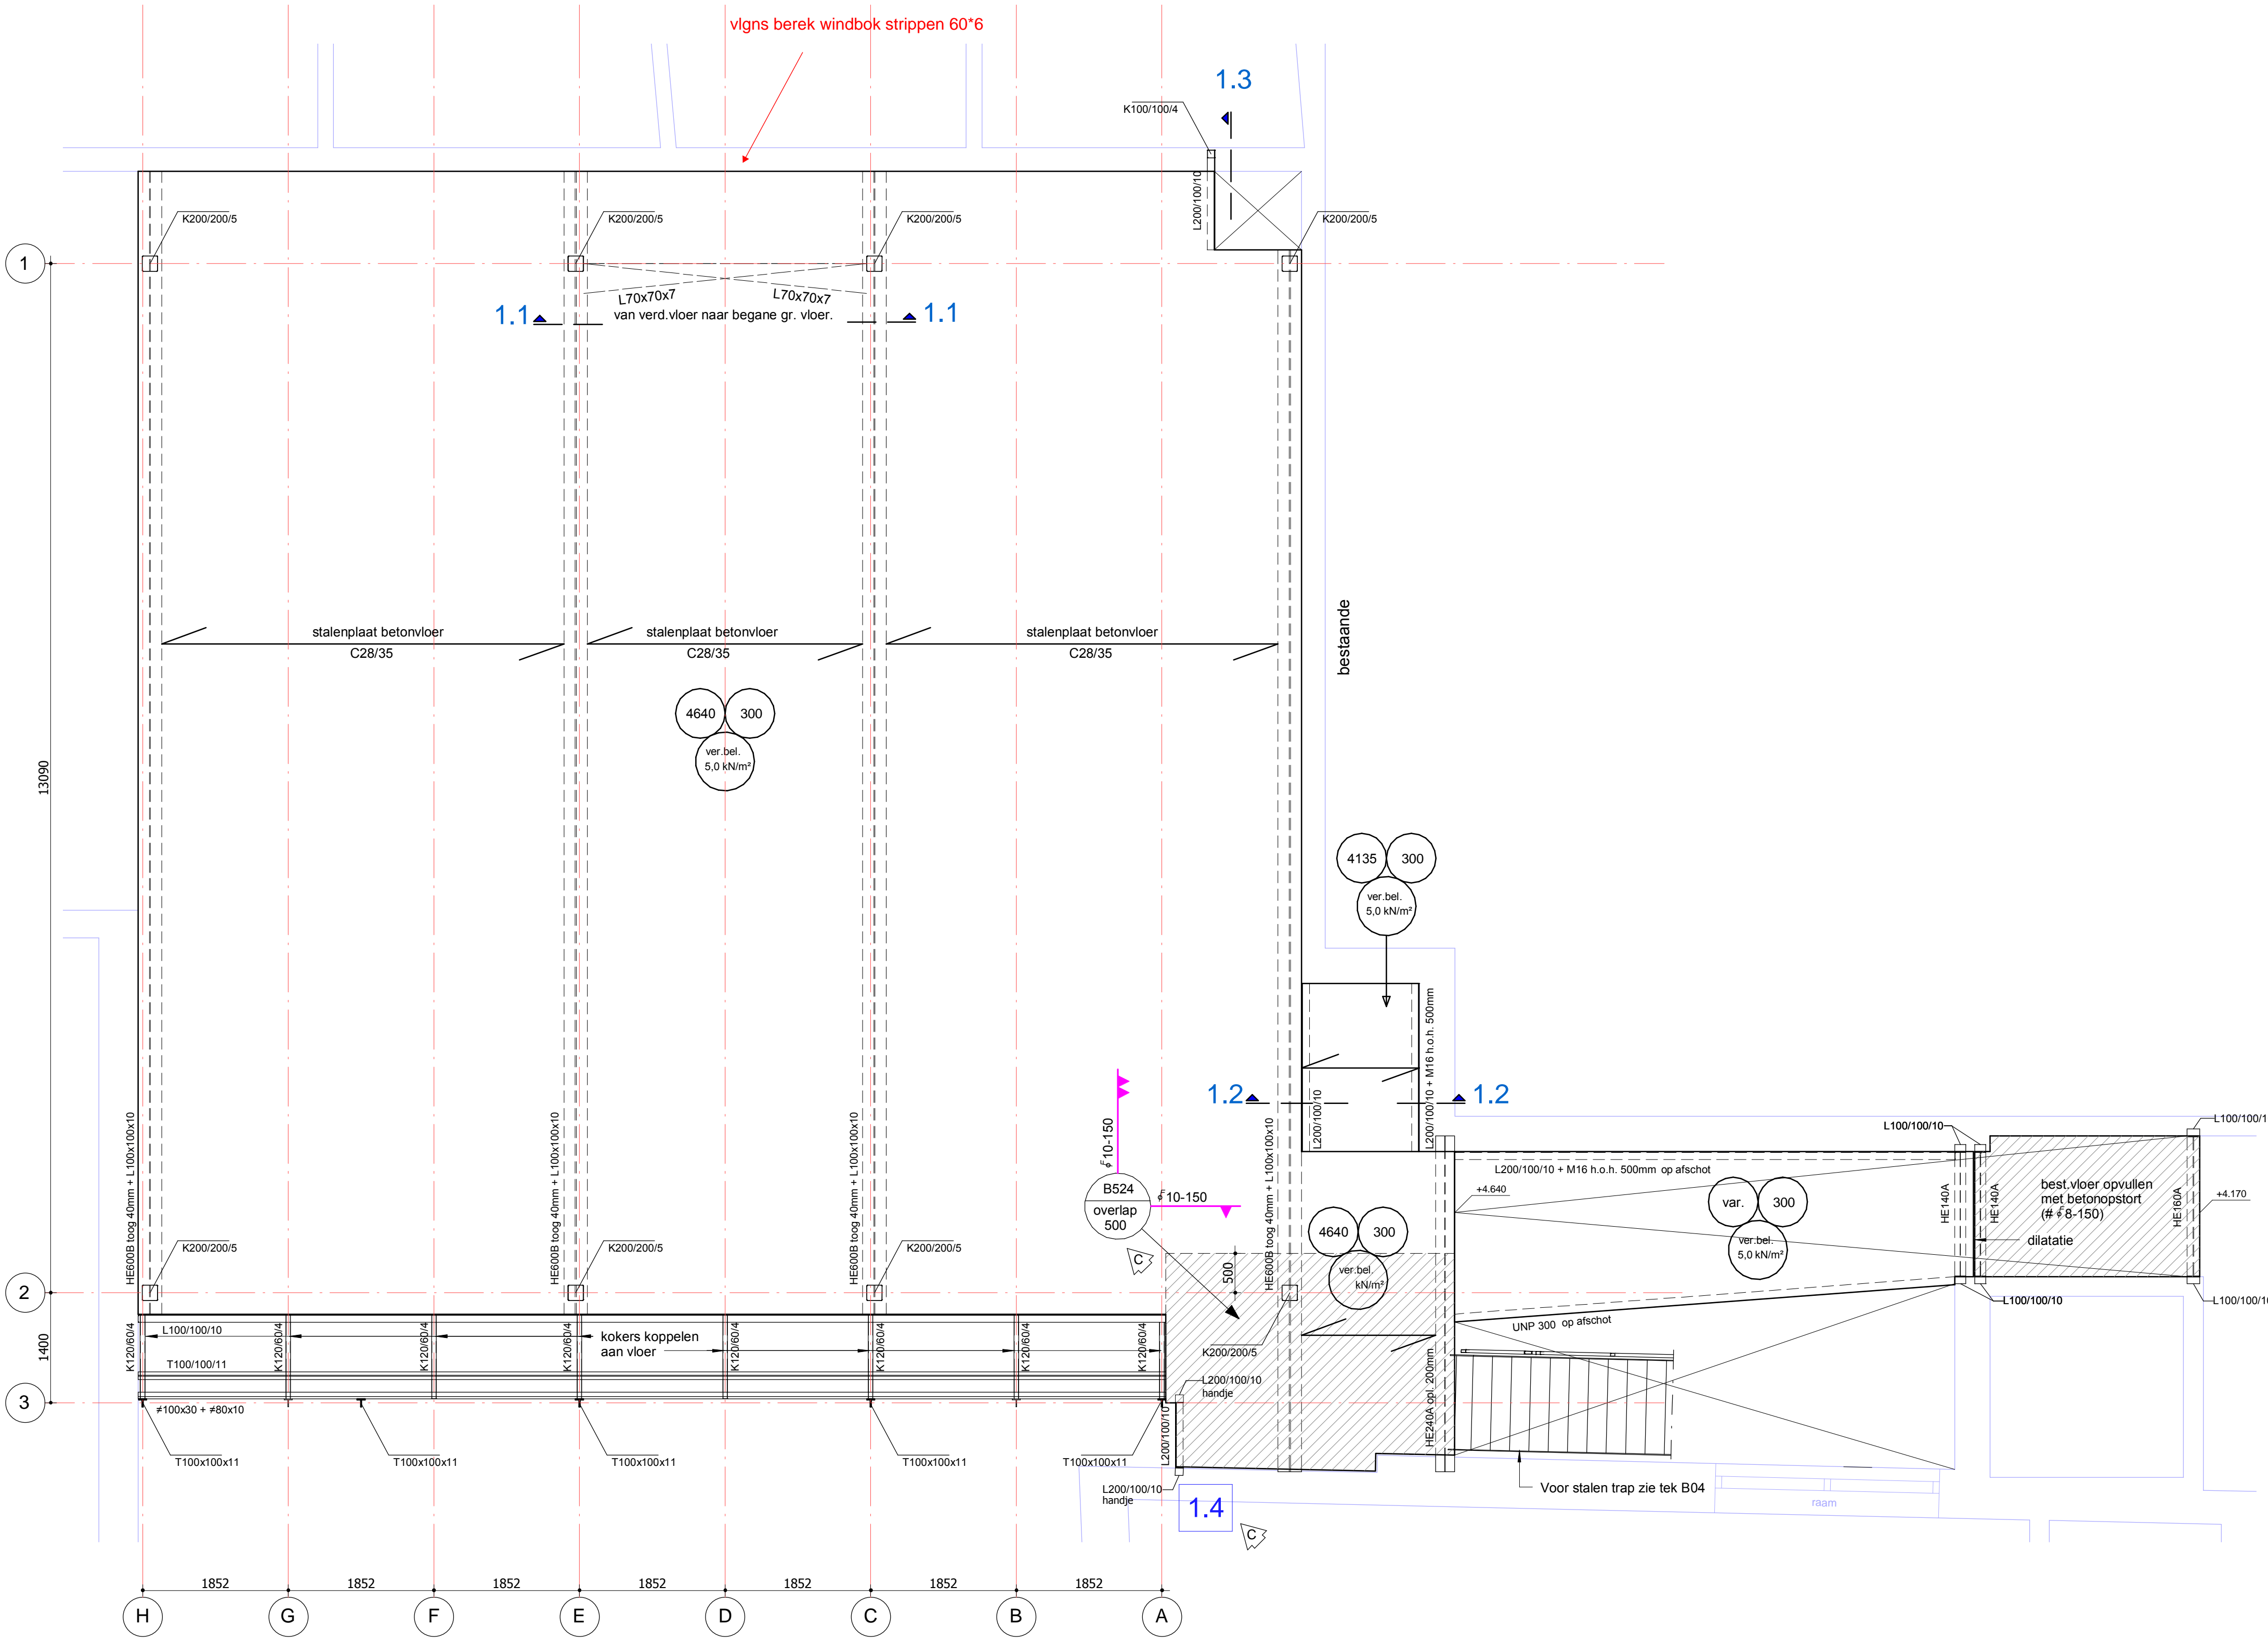 vlgns berek windbok strippen 60*6
1.3
K100/100/4
L200/100/10
K200/200/5
K200/200/5
K200/200/5
K200/200/5
1
L70x70x7
L70x70x7
van verd.vloer naar begane gr. vloer.
1.1
1.1
bestaande
stalenplaat betonvloer
C28/35
stalenplaat betonvloer
C28/35
stalenplaat betonvloer
C28/35
4640
300
ver.bel.
5,0 kN/m²
13090
4135
300
ver.bel.
5,0 kN/m²
L200/100/10
L200/100/10 + M16 h.o.h. 500mm
1.2
1.2
10-150
B524
overlap
500
10-150
C
HE600B toog 40mm + L100x100x10
HE600B toog 40mm + L100x100x10
HE600B toog 40mm + L100x100x10
HE600B toog 40mm + L100x100x10
500
4640
300
ver.bel.
kN/m²
L100/100/10
L100/100/1
L200/100/10 + M16 h.o.h. 500mm op afschot
+4.640
var.
300
ver.bel.
5,0 kN/m²
HE140A
HE140A
best.vloer opvullen
met betonopstort
(# 8-150)
dilatatie
HE160A
+4.170
L100/100/10
L100/100/10
UNP 300 op afschot
K200/200/5
K200/200/5
K200/200/5
K200/200/5
2
1400
3
K120/60/4
K120/60/4
K120/60/4
K120/60/4
K120/60/4
K120/60/4
K120/60/4
K120/60/4
L100/100/10
kokers koppelen
aan vloer
T100/100/11
≠100x30 + ≠80x10
T100x100x11
T100x100x11
T100x100x11
T100x100x11
T100x100x11
L200/100/10
handje
L200/100/10
L200/100/10
handje
HE240A opl. 200mm
Voor stalen trap zie tek B04
raam
1.4
C
1852
1852
1852
1852
1852
1852
1852
H
G
F
E
D
C
B
A